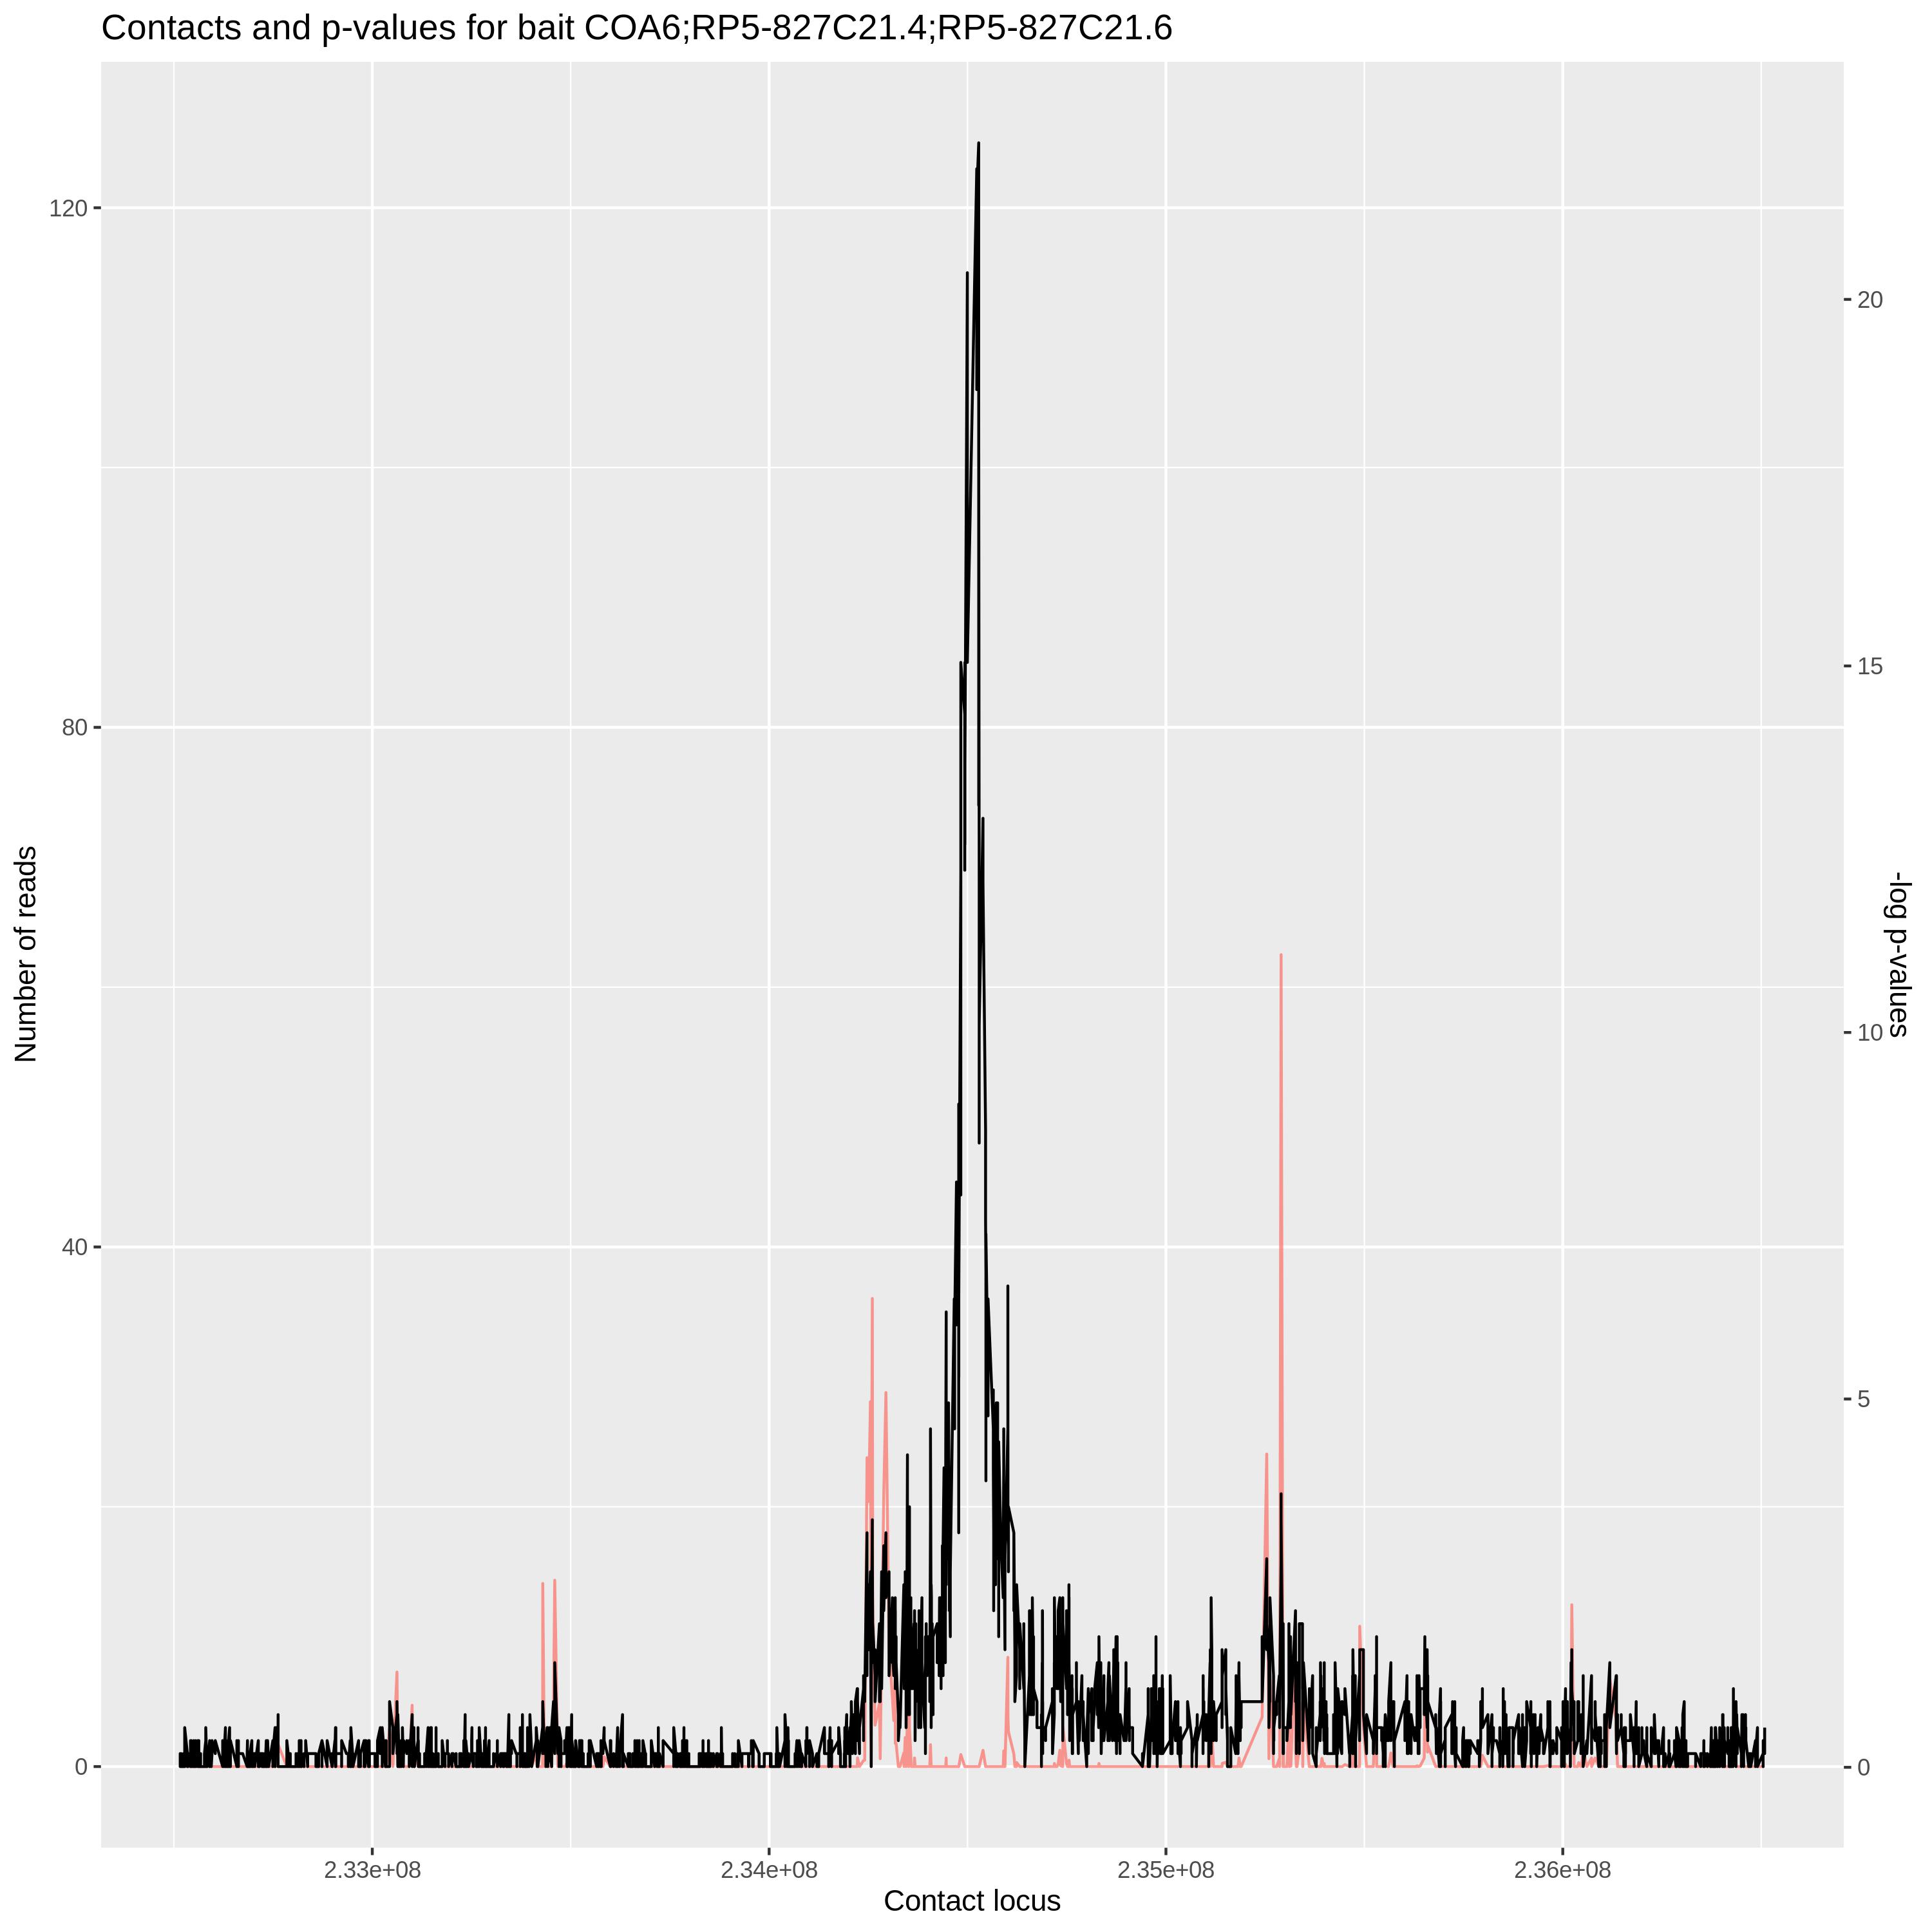 Contacts and p-values for bait COA6;RP5-827C21.4;RP5-827C21.6
120
80
40
0
Number of reads
20
15
10
5
0
-log p-values
2.33e+08
2.34e+08
2.35e+08
2.36e+08
Contact locus